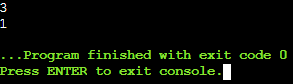 3
1
...Program finished with exit code 0
Press ENTER to exit console.